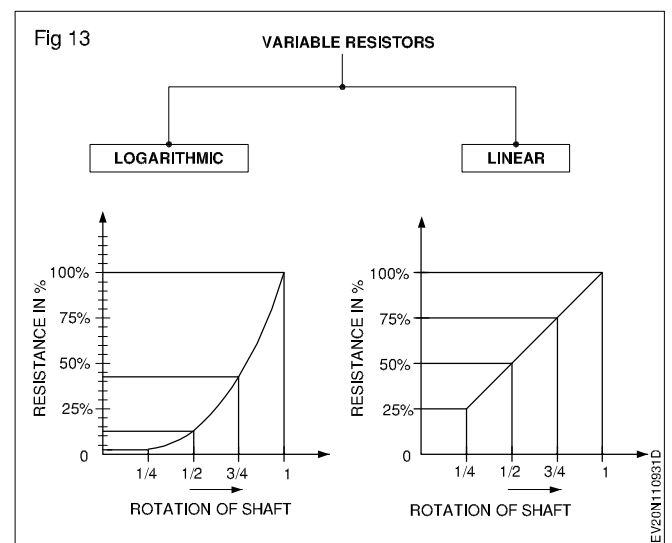 Fig 13
VARIABLE RESISTORS
LOGARITHMIC
LINEAR
RESISTANCE IN %
100%
75%
50%
25%
0
1/4 1/2 3/4 1
ROTATION OF SHAFT
RESISTANCE IN %
100%
75%
50%
25%
0
1/4 1/2 3/4 1
ROTATION OF SHAFT
EV20N110931D